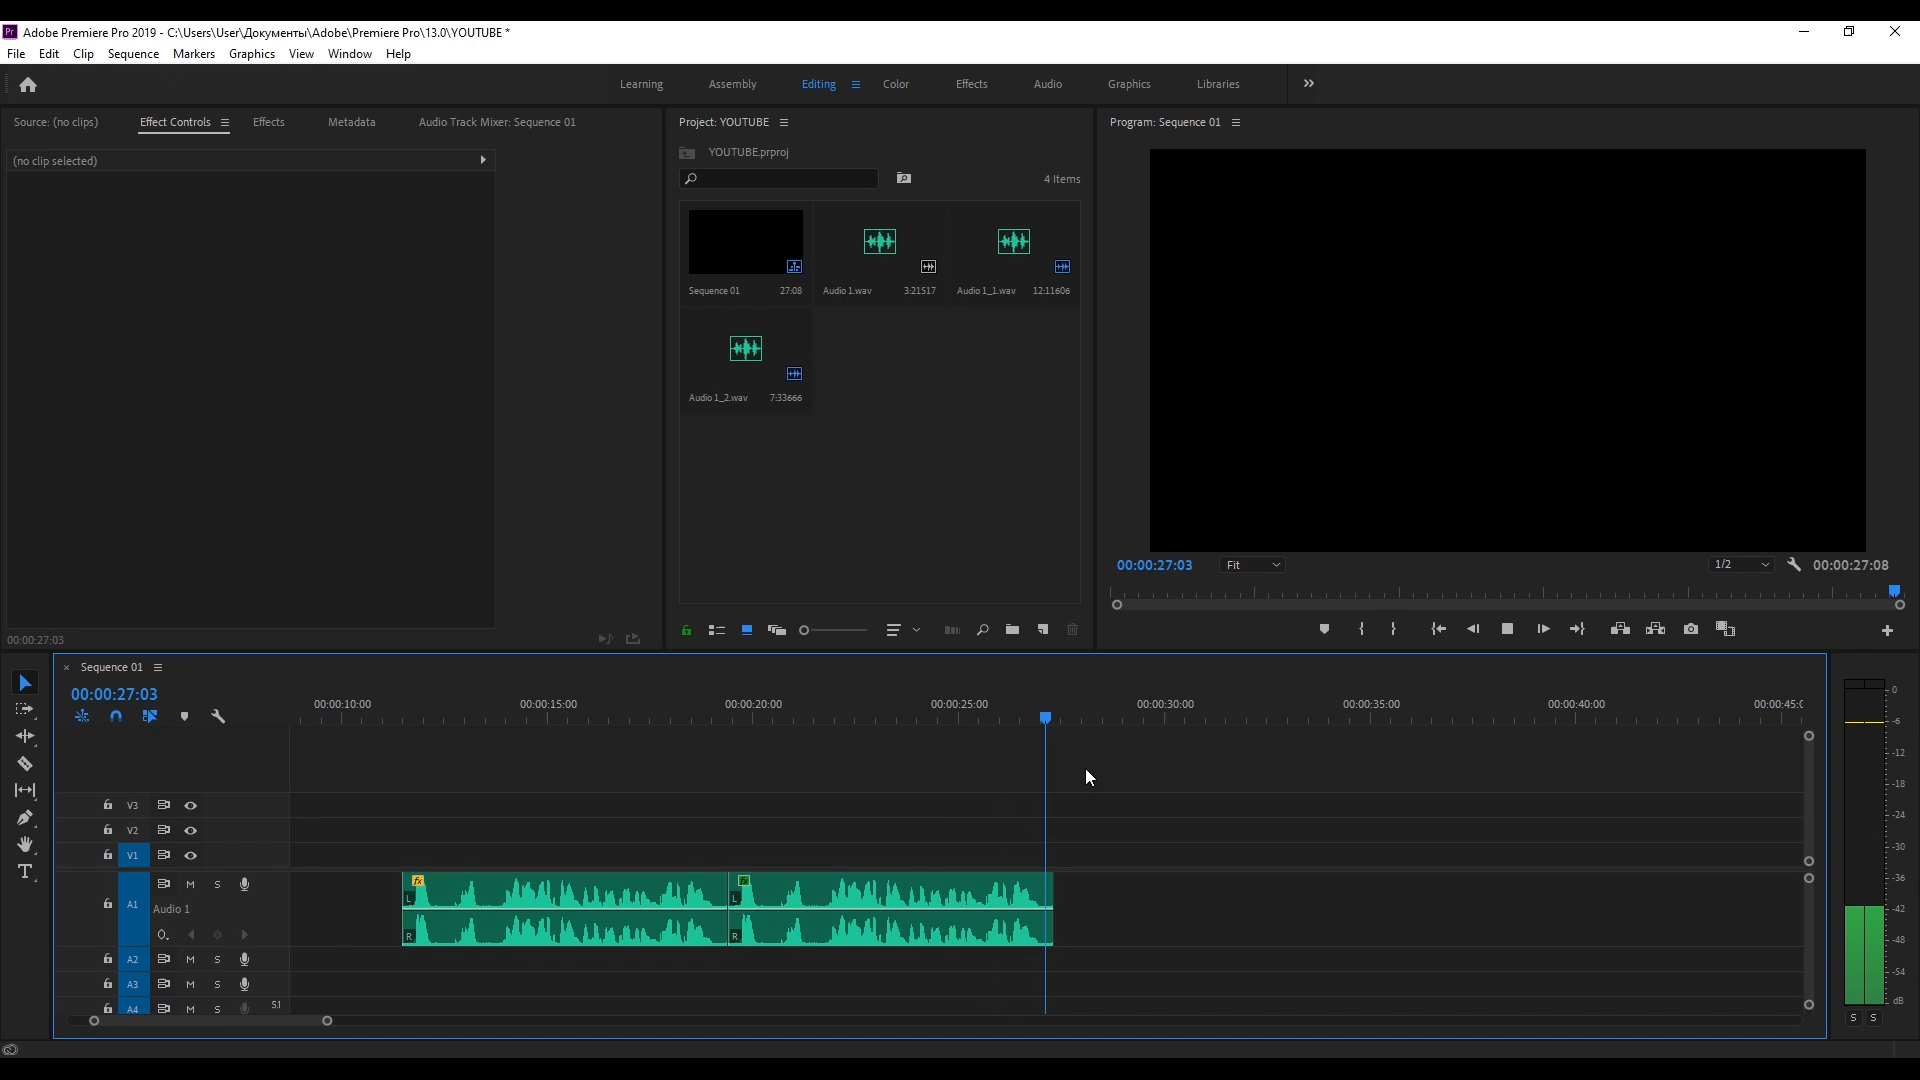 Pr Adobe Premiere Pro 2019 - C:\Users\User\Документы\Adobe\Premiere Pro\13.0\YOUTUBE *
File Edit Clip Sequence Markers Graphics View Window Help
Learning Assembly Editing Color Effects Audio Graphics Libraries
Source: (no clips) Effect Controls Effects Metadata Audio Track Mixer: Sequence 01
(no clip selected)
00:00:27:03
Project: YOUTUBE
YOUTUBE.prproj
4 Items
Sequence 01 27:08 Audio 1.wav 3:21517 Audio 1_1.wav 12:11606
Audio 1_2.wav 7:33666
Program: Sequence 01
00:00:27:03 Fit 1/2 00:00:27:08
× Sequence 01
00:00:27:03
00:00:10:00 00:00:15:00 00:00:20:00 00:00:25:00 00:00:30:00 00:00:35:00 00:00:40:00 00:00:45:0
V3
V2
V1
A1 M S
Audio 1
fx L R fx L R
A2 M S
A3 M S
A4 M S 5.1
0
-6
-12
-18
-24
-30
-36
-42
-48
-54
dB
S S